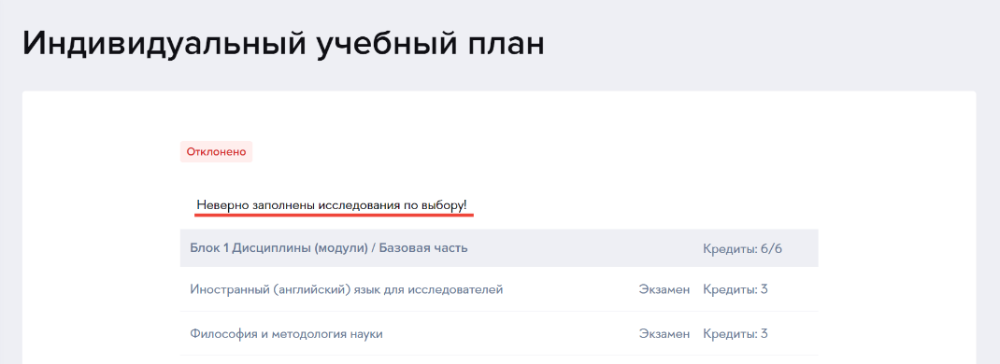 Индивидуальный учебный план
Отклонено
Неверно заполнены исследования по выбору!
Блок 1 Дисциплины (модули) / Базовая часть Кредиты: 6/6
Иностранный (английский) язык для исследователей Экзамен Кредиты: 3
Философия и методология науки Экзамен Кредиты: 3